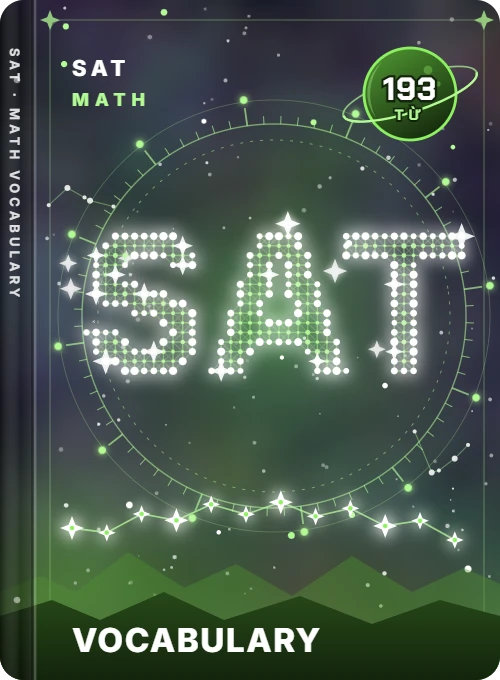 SAT · MATH VOCABULARY
SAT
MATH
193
TỪ
SAT
VOCABULARY